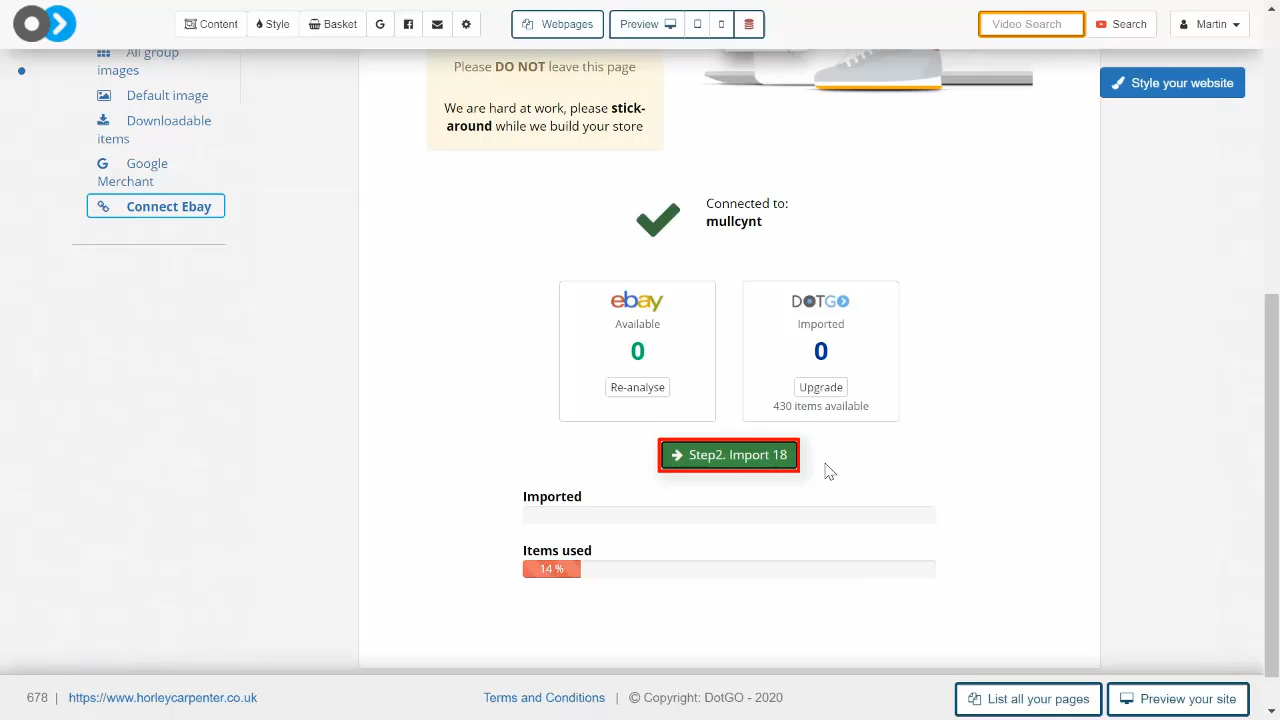 Content
Style
Basket
Webpages
Preview
Video Search
Search
Martin
All group
images
Default image
Downloadable
items
Google
Merchant
Connect Ebay
Please DO NOT leave this page
We are hard at work, please stick-
around while we build your store
Style your website
Connected to:
mullcynt
ebay
Available
0
Re-analyse
DOTGO
Imported
0
Upgrade
430 items available
Step2. Import 18
Imported
Items used
14 %
678 | https://www.horleycarpenter.co.uk
Terms and Conditions | © Copyright: DotGO - 2020
List all your pages
Preview your site